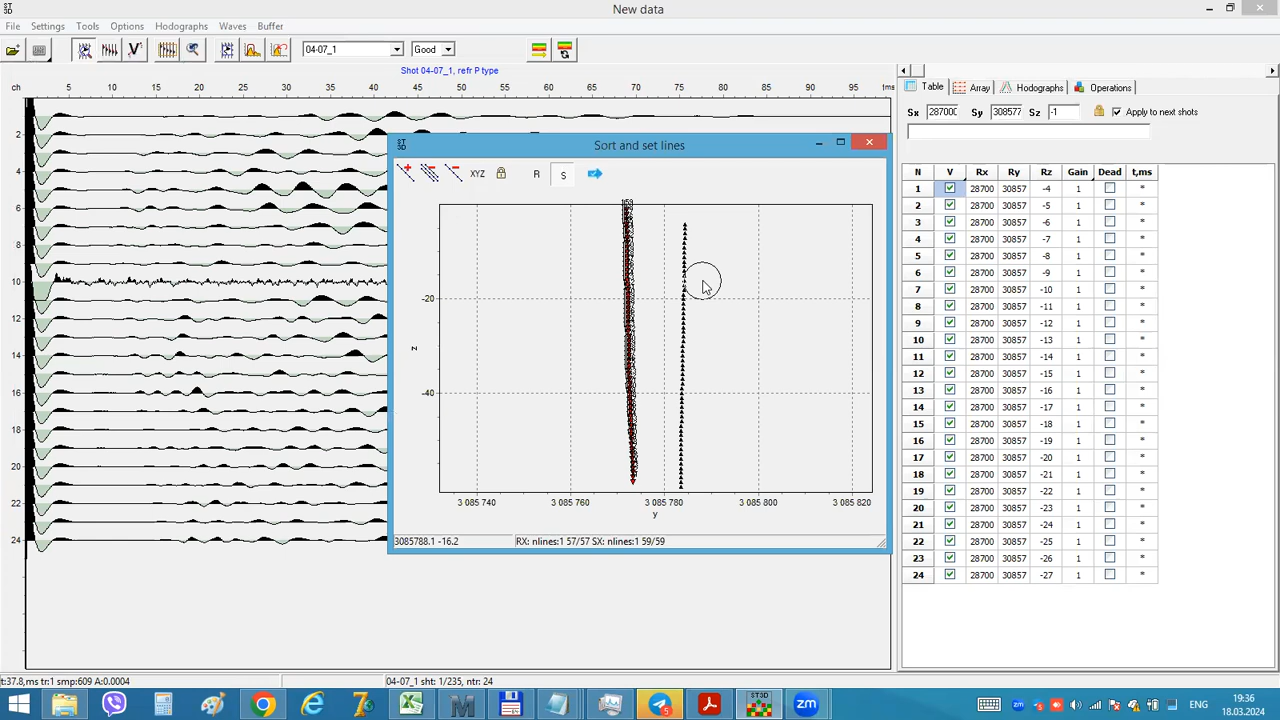 ST 3D
New data
File Settings Tools Options Hodographs Waves Buffer
04-07_1 Good
Shot 04-07_1, refr P type
ch 5 10 15 20 25 30 35 40 45 50 55 60 65 70 75 80 85 90 95 ms
2
4
6
8
10
12
14
16
18
20
22
24
ST 3D
Sort and set lines
XYZ R S
-20
z
-40
3 085 740 3 085 760 3 085 780 3 085 800 3 085 820
y
3085788.1 -16.2 RX: nlines:1 57/57 SX: nlines:1 59/59
Table Array Hodographs Operations
Sx 28700 Sy 308577 Sz -1 Apply to next shots
N V Rx Ry Rz Gain Dead t,ms
1 28700 30857 -4 1 *
2 28700 30857 -5 1 *
3 28700 30857 -6 1 *
4 28700 30857 -7 1 *
5 28700 30857 -8 1 *
6 28700 30857 -9 1 *
7 28700 30857 -10 1 *
8 28700 30857 -11 1 *
9 28700 30857 -12 1 *
10 28700 30857 -13 1 *
11 28700 30857 -14 1 *
12 28700 30857 -15 1 *
13 28700 30857 -16 1 *
14 28700 30857 -17 1 *
15 28700 30857 -18 1 *
16 28700 30857 -19 1 *
17 28700 30857 -20 1 *
18 28700 30857 -21 1 *
19 28700 30857 -22 1 *
20 28700 30857 -23 1 *
21 28700 30857 -24 1 *
22 28700 30857 -25 1 *
23 28700 30857 -26 1 *
24 28700 30857 -27 1 *
t:37.8,ms tr:1 smp:609 A:0.0004 04-07_1 sht: 1/235, ntr: 24
5 ST3D zm ENG 19:36
18.03.2024